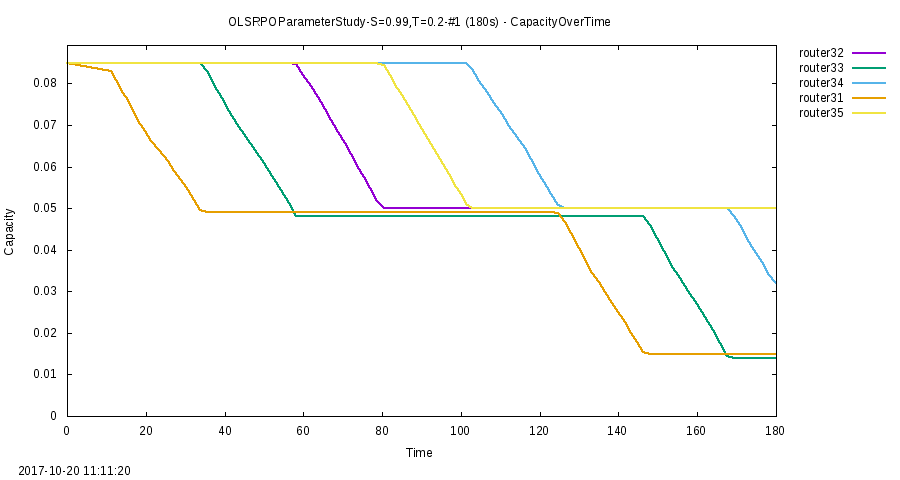 OLSRPOParameterStudy-S=0.99,T=0.2-#1 (180s) - CapacityOverTime
router32
router33
router34
router31
router35
0.08
0.07
0.06
0.05
0.04
0.03
0.02
0.01
0
Capacity
0 20 40 60 80 100 120 140 160 180
Time
2017-10-20 11:11:20